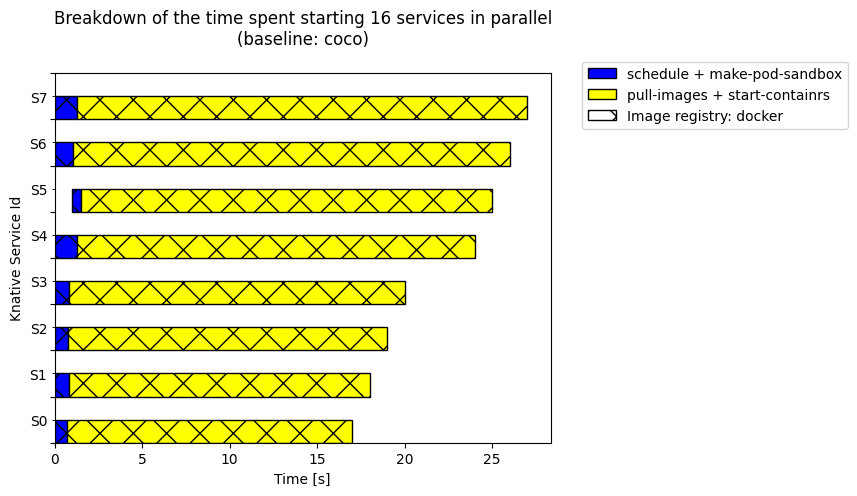 Breakdown of the time spent starting 16 services in parallel
(baseline: coco)
schedule + make-pod-sandbox
pull-images + start-containrs
Image registry: docker
Knative Service Id
S7
S6
S5
S4
S3
S2
S1
S0
0 5 10 15 20 25
Time [s]